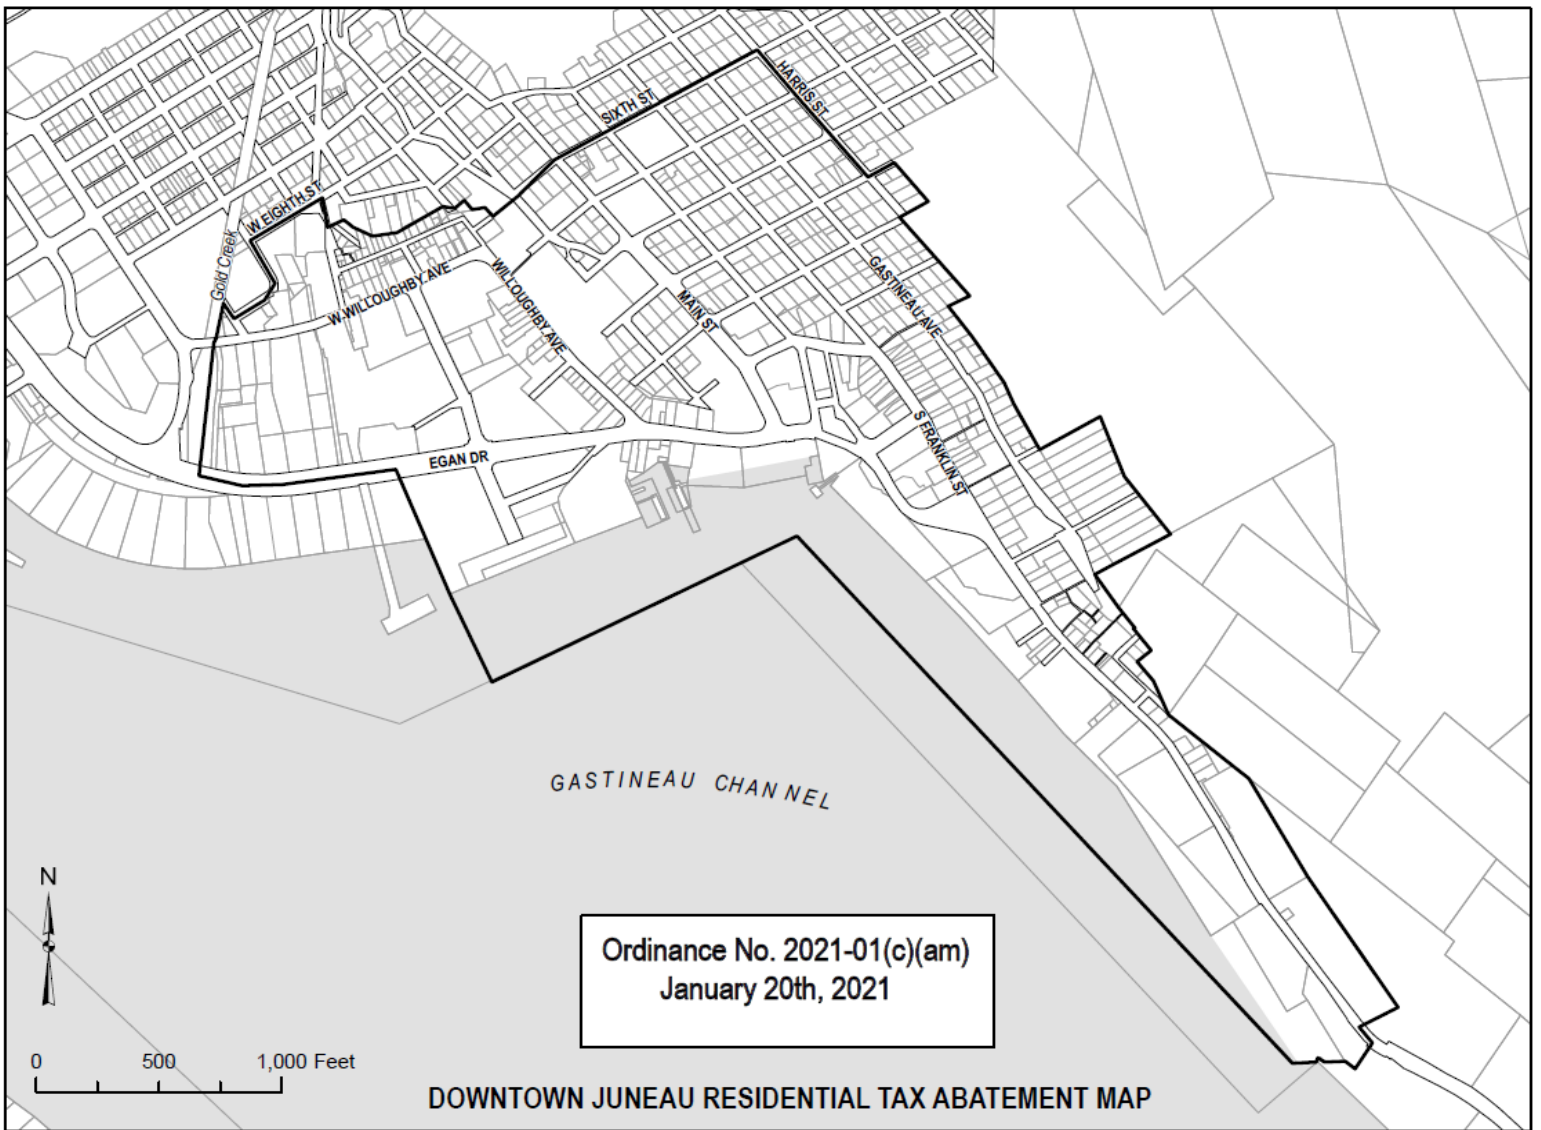 SIXTH ST
HARRIS ST
W EIGHTH ST
Gold Creek
W WILLOUGHBY AVE
WILLOUGHBY AVE
MAIN ST
GASTINEAU AVE
S FRANKLIN ST
EGAN DR
GASTINEAU CHANNEL
N
Ordinance No. 2021-01(c)(am)
January 20th, 2021
0 500 1,000 Feet
DOWNTOWN JUNEAU RESIDENTIAL TAX ABATEMENT MAP